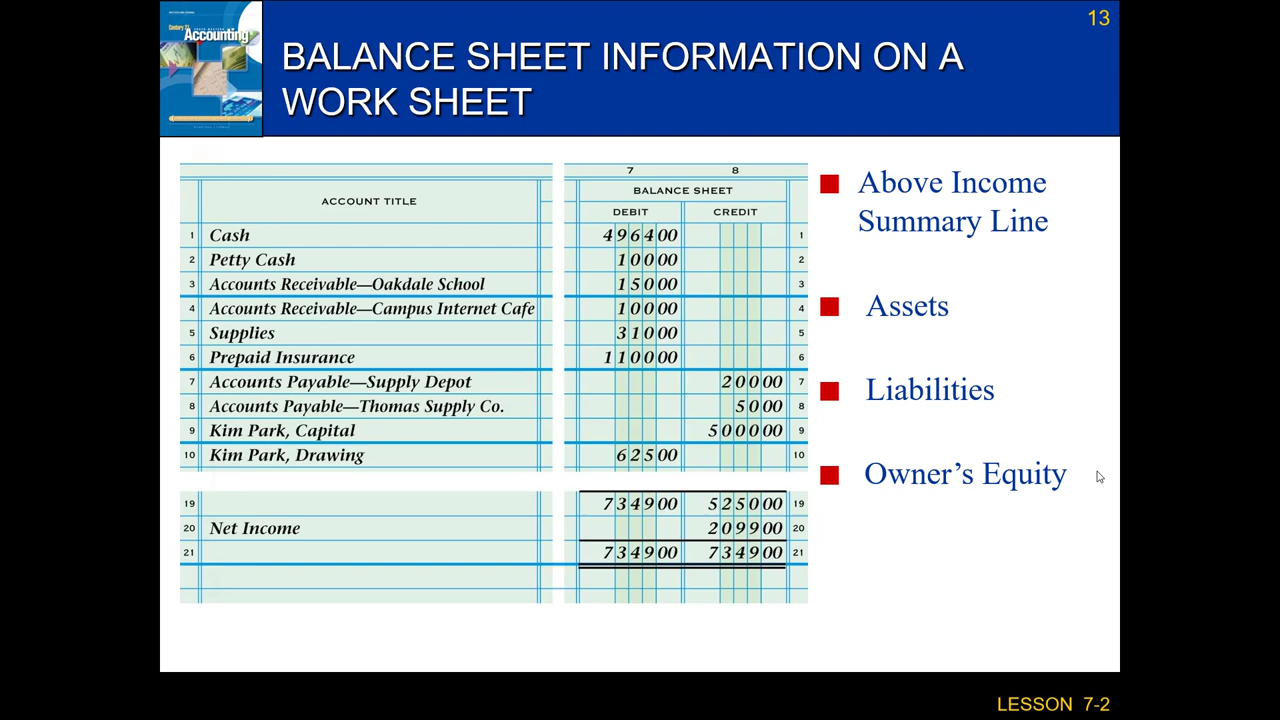 13
Century 21
Accounting
BALANCE SHEET INFORMATION ON A
WORK SHEET
7 8
ACCOUNT TITLE
BALANCE SHEET
DEBIT CREDIT
1 Cash 4 9 6 4 00 1
2 Petty Cash 1 0 0 00 2
3 Accounts Receivable—Oakdale School 1 5 0 00 3
4 Accounts Receivable—Campus Internet Cafe 1 0 0 00 4
5 Supplies 3 1 0 00 5
6 Prepaid Insurance 1 1 0 0 00 6
7 Accounts Payable—Supply Depot 2 0 0 00 7
8 Accounts Payable—Thomas Supply Co. 5 0 00 8
9 Kim Park, Capital 5 0 0 0 00 9
10 Kim Park, Drawing 6 2 5 00 10
19 7 3 4 9 00 5 2 5 0 00 19
20 Net Income 2 0 9 9 00 20
21 7 3 4 9 00 7 3 4 9 00 21
Above Income
Summary Line
Assets
Liabilities
Owner’s Equity
LESSON 7-2